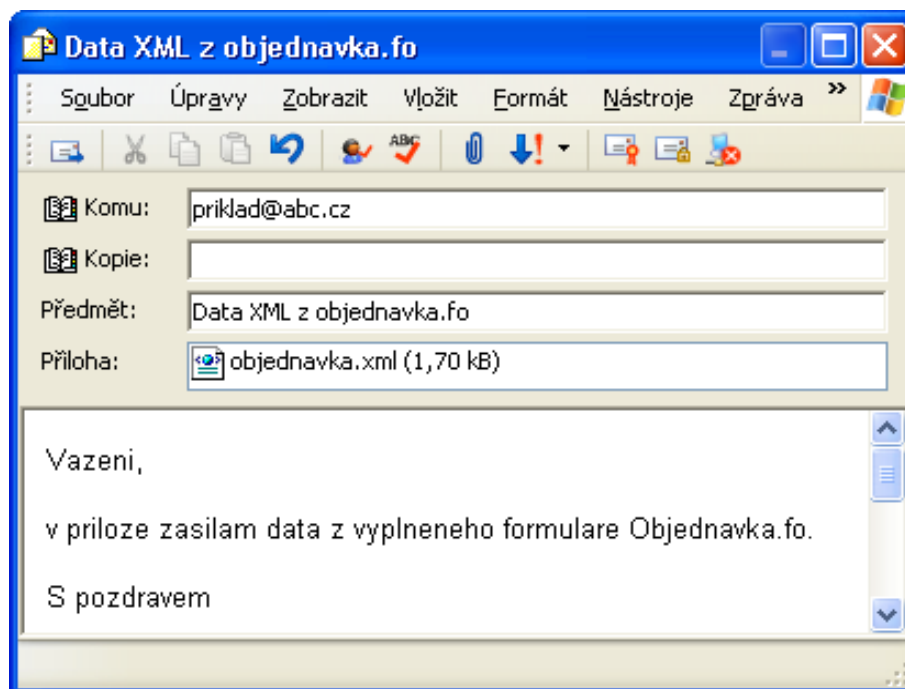 Data XML z objednavka.fo
Soubor Úpravy Zobrazit Vložit Formát Nástroje Zpráva »
ABC
Komu: priklad@abc.cz
Kopie:
Předmět: Data XML z objednavka.fo
Příloha: objednavka.xml (1,70 kB)
Vazeni,
v priloze zasilam data z vyplneneho formulare Objednavka.fo.
S pozdravem